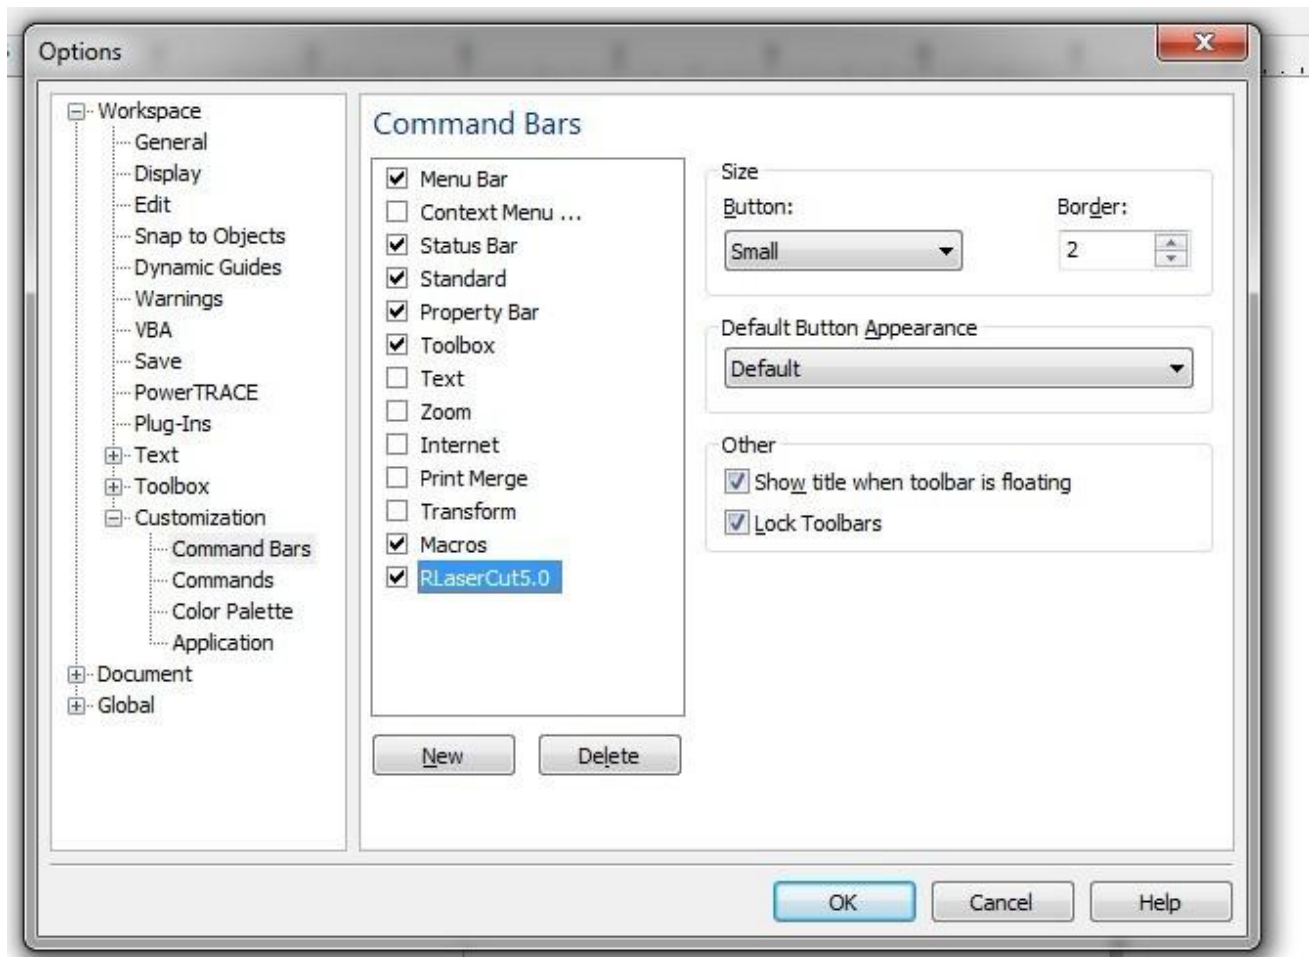 Options
Workspace
General
Display
Edit
Snap to Objects
Dynamic Guides
Warnings
VBA
Save
PowerTRACE
Plug-Ins
Text
Toolbox
Customization
Command Bars
Commands
Color Palette
Application
Document
Global
Command Bars
Menu Bar
Context Menu ...
Status Bar
Standard
Property Bar
Toolbox
Text
Zoom
Internet
Print Merge
Transform
Macros
RLaserCut5.0
New Delete
Size
Button: Border:
Small 2
Default Button Appearance
Default
Other
Show title when toolbar is floating
Lock Toolbars
OK Cancel Help